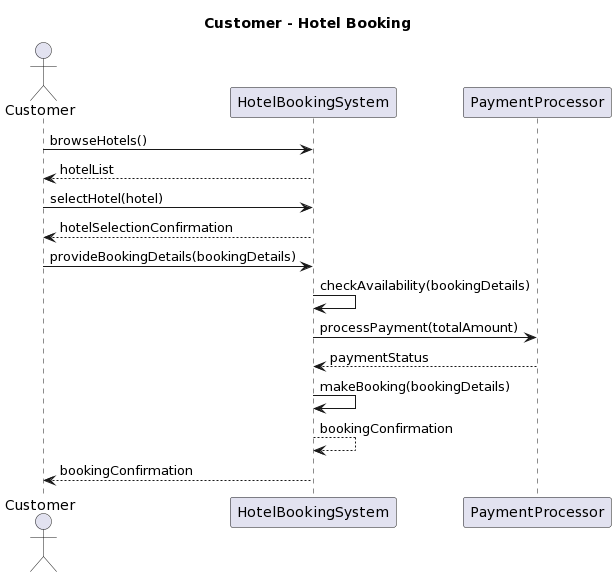 Customer - Hotel Booking
Customer
HotelBookingSystem
PaymentProcessor
browseHotels()
hotelList
selectHotel(hotel)
hotelSelectionConfirmation
provideBookingDetails(bookingDetails)
checkAvailability(bookingDetails)
processPayment(totalAmount)
paymentStatus
makeBooking(bookingDetails)
bookingConfirmation
bookingConfirmation
Customer
HotelBookingSystem
PaymentProcessor